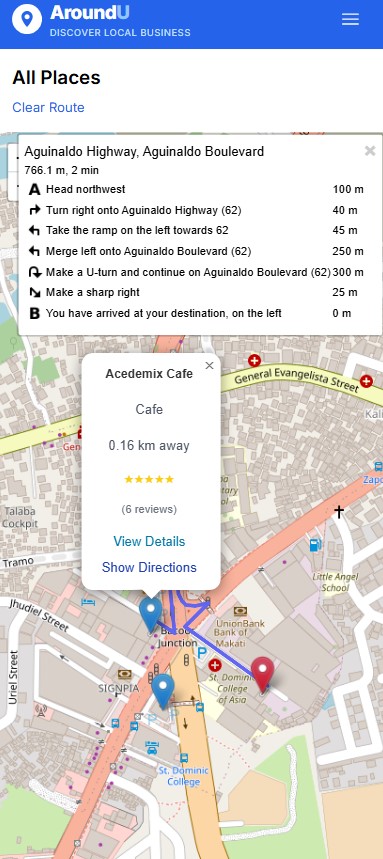 AroundU
DISCOVER LOCAL BUSINESS
All Places
Clear Route
Aguinaldo Highway, Aguinaldo Boulevard
766.1 m, 2 min
A Head northwest 100 m
Turn right onto Aguinaldo Highway (62) 40 m
Take the ramp on the left towards 62 45 m
Merge left onto Aguinaldo Boulevard (62) 250 m
Make a U-turn and continue on Aguinaldo Boulevard (62) 300 m
Make a sharp right 25 m
B You have arrived at your destination, on the left 0 m
Acedemix Cafe
Cafe
0.16 km away
(6 reviews)
View Details
Show Directions
General Evangelista Street
Kali
Gen
Zapo
Talaba
Cockpit
Tramo
Little Angel
School
Jhudiel Street
UnionBank
Bank of
Makati
Bacoor
Junction
P
Uriel Street
SIGNPIA
St. Dominic
College
of Asia
St. Dominic
College